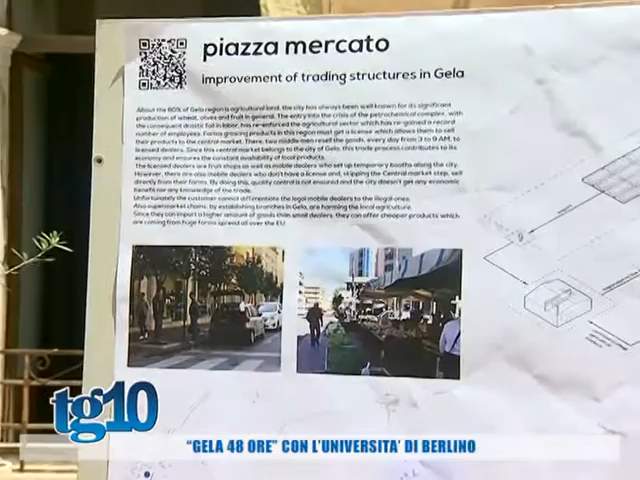 piazza mercato
improvement of trading structures in Gela
About the 60% of Gela region is agricultural land, the city has always been well known for its significant
production of wheat, olives and fruit in general. The entry into the crisis of the petrochemical complex, with
the consequent drastic fall in labor, has re-enforced the agricultural sector which has re-gained a record
number of employees. Farms growing products in this region must get a license which allows them to sell
their products to the central market. There, two middle men resell the goods, every day from 3 to 9 AM, to
licensed dealers. Since this central market belongs to the city of Gela, this trade process contributes to its
economy and ensures the constant availability of local products.
The licensed dealers are fruit shops as well as mobile dealers who set up temporary booths along the city.
However, there are also mobile dealers who don't have a license and, skipping the Central market step, sell
directly from their farms. By doing this, quality control is not ensured and the city doesn't get any economic
benefit nor any knowledge of the trade.
Unfortunately the customer cannot differentiate the legal mobile dealers to the illegal ones.
Also supermarket chains, by establishing branches in Gela, are harming the local agriculture.
Since they can import a higher amount of goods than small dealers, they can offer cheaper products which
are coming from huge farms spread all over the EU.
tg10
"GELA 48 ORE" CON L'UNIVERSITA' DI BERLINO